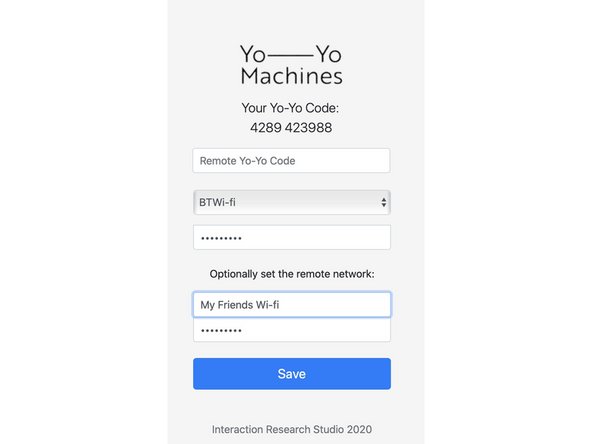 Yo——Yo
Machines
Your Yo-Yo Code:
4289 423988
Remote Yo-Yo Code
BTWi-fi
•••••••••
Optionally set the remote network:
My Friends Wi-fi
•••••••••
Save
Interaction Research Studio 2020